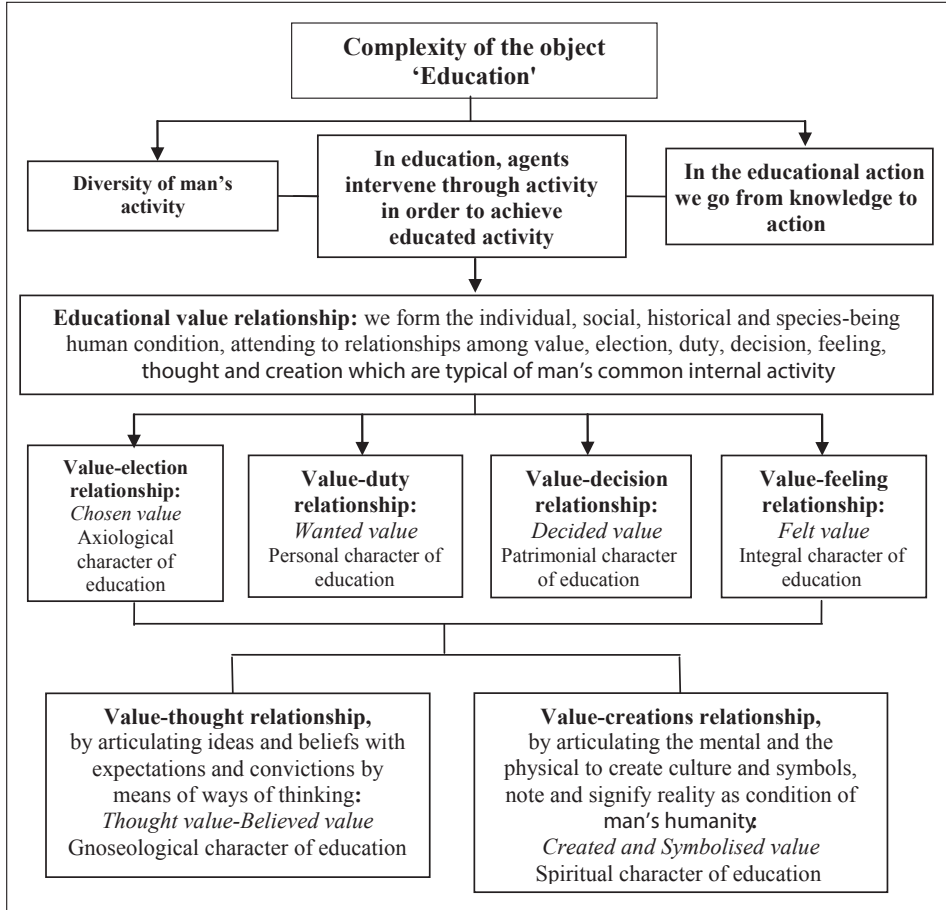 Complexity of the object
‘Education'
Diversity of man's
activity
In education, agents
intervene through activity
in order to achieve
educated activity
In the educational action
we go from knowledge to
action
Educational value relationship: we form the individual, social, historical and species-being
human condition, attending to relationships among value, election, duty, decision, feeling,
thought and creation which are typical of man's common internal activity
Value-election
relationship:
Chosen value
Axiological
character of
education
Value-duty
relationship:
Wanted value
Personal character of
education
Value-decision
relationship:
Decided value
Patrimonial character
of education
Value-feeling
relationship:
Felt value
Integral character of
education
Value-thought relationship,
by articulating ideas and beliefs with
expectations and convictions by
means of ways of thinking:
Thought value-Believed value
Gnoseological character of education
Value-creations relationship,
by articulating the mental and the
physical to create culture and symbols,
note and signify reality as condition of
man's humanity:
Created and Symbolised value
Spiritual character of education